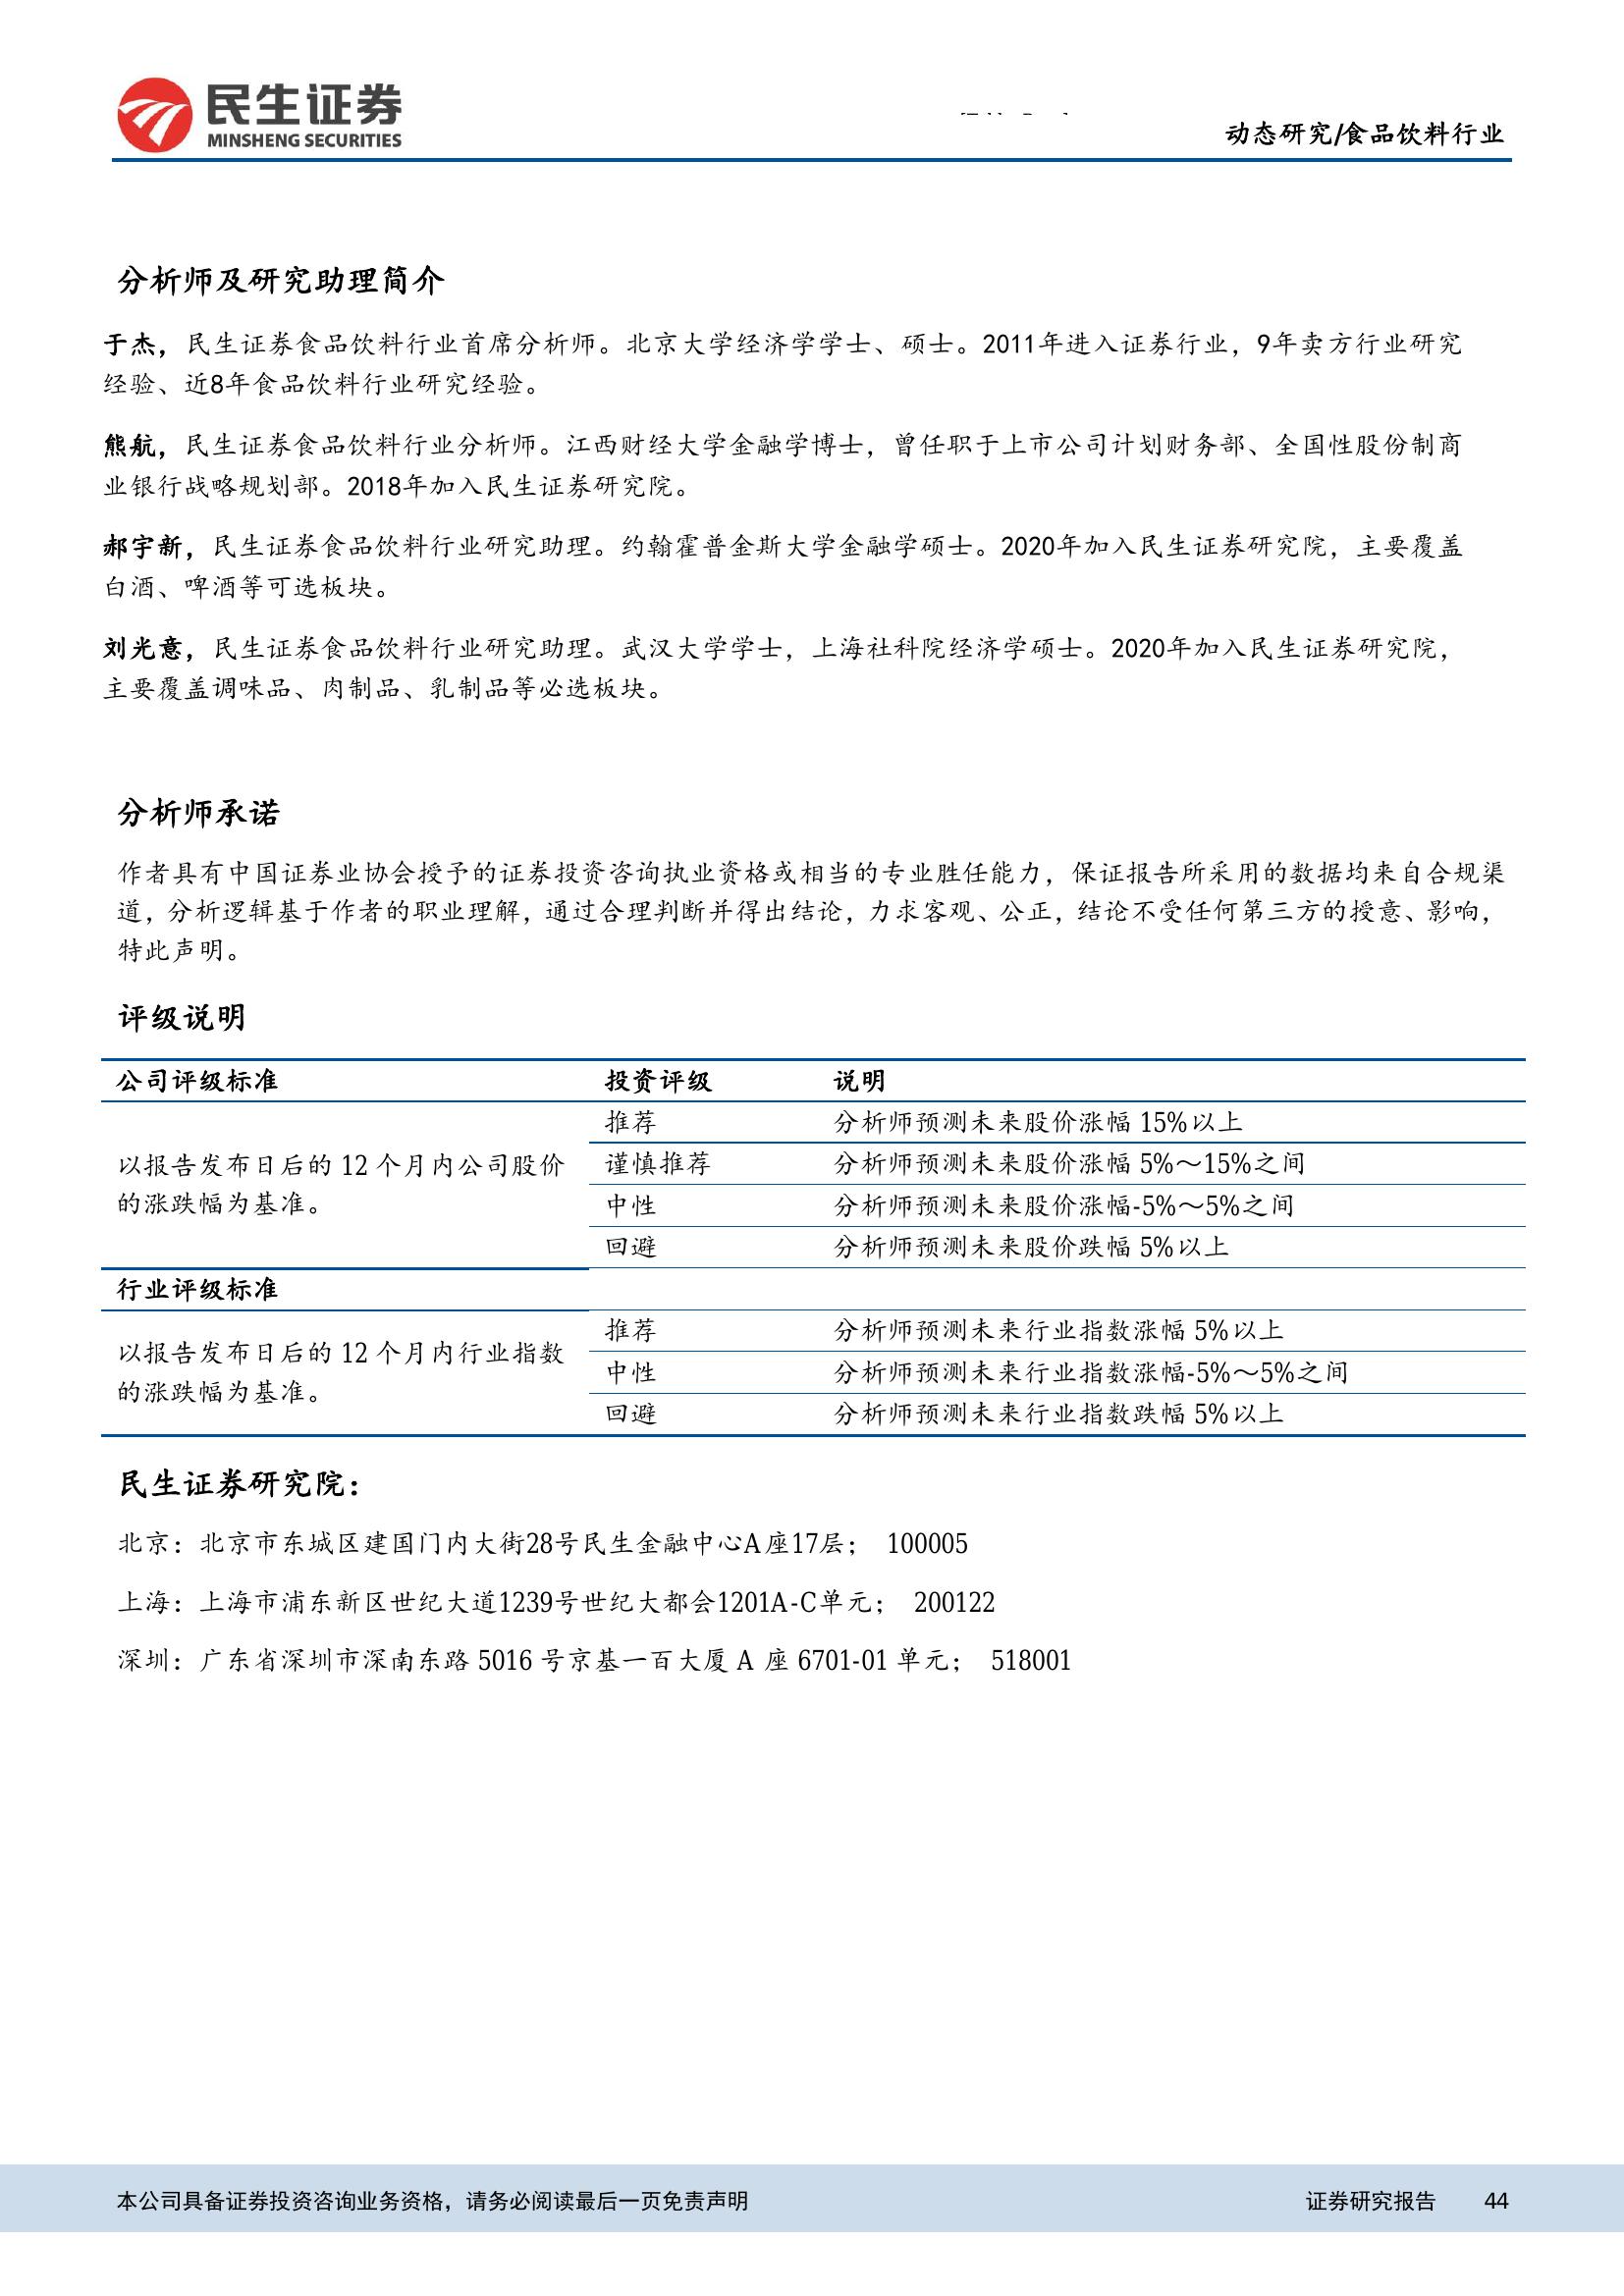 民生证券
MINSHENG SECURITIES
动态研究/食品饮料行业
分析师及研究助理简介
于杰，民生证券食品饮料行业首席分析师。北京大学经济学学士、硕士。2011年进入证券行业，9年卖方行业研究
经验、近8年食品饮料行业研究经验。
熊航，民生证券食品饮料行业分析师。江西财经大学金融学博士，曾任职于上市公司计划财务部、全国性股份制商
业银行战略规划部。2018年加入民生证券研究院。
郝宇新，民生证券食品饮料行业研究助理。约翰霍普金斯大学金融学硕士。2020年加入民生证券研究院，主要覆盖
白酒、啤酒等可选板块。
刘光意，民生证券食品饮料行业研究助理。武汉大学学士，上海社科院经济学硕士。2020年加入民生证券研究院，
主要覆盖调味品、肉制品、乳制品等必选板块。
分析师承诺
作者具有中国证券业协会授予的证券投资咨询执业资格或相当的专业胜任能力，保证报告所采用的数据均来自合规渠
道，分析逻辑基于作者的职业理解，通过合理判断并得出结论，力求客观、公正，结论不受任何第三方的授意、影响，
特此声明。
评级说明
公司评级标准 投资评级 说明
以报告发布日后的 12 个月内公司股价
的涨跌幅为基准。
推荐 分析师预测未来股价涨幅 15%以上
谨慎推荐 分析师预测未来股价涨幅 5%～15%之间
中性 分析师预测未来股价涨幅-5%～5%之间
回避 分析师预测未来股价跌幅 5%以上
行业评级标准
以报告发布日后的 12 个月内行业指数
的涨跌幅为基准。
推荐 分析师预测未来行业指数涨幅 5%以上
中性 分析师预测未来行业指数涨幅-5%～5%之间
回避 分析师预测未来行业指数跌幅 5%以上
民生证券研究院：
北京：北京市东城区建国门内大街28号民生金融中心A座17层； 100005
上海：上海市浦东新区世纪大道1239号世纪大都会1201A-C单元； 200122
深圳：广东省深圳市深南东路 5016 号京基一百大厦 A 座 6701-01 单元； 518001
本公司具备证券投资咨询业务资格，请务必阅读最后一页免责声明 证券研究报告 44